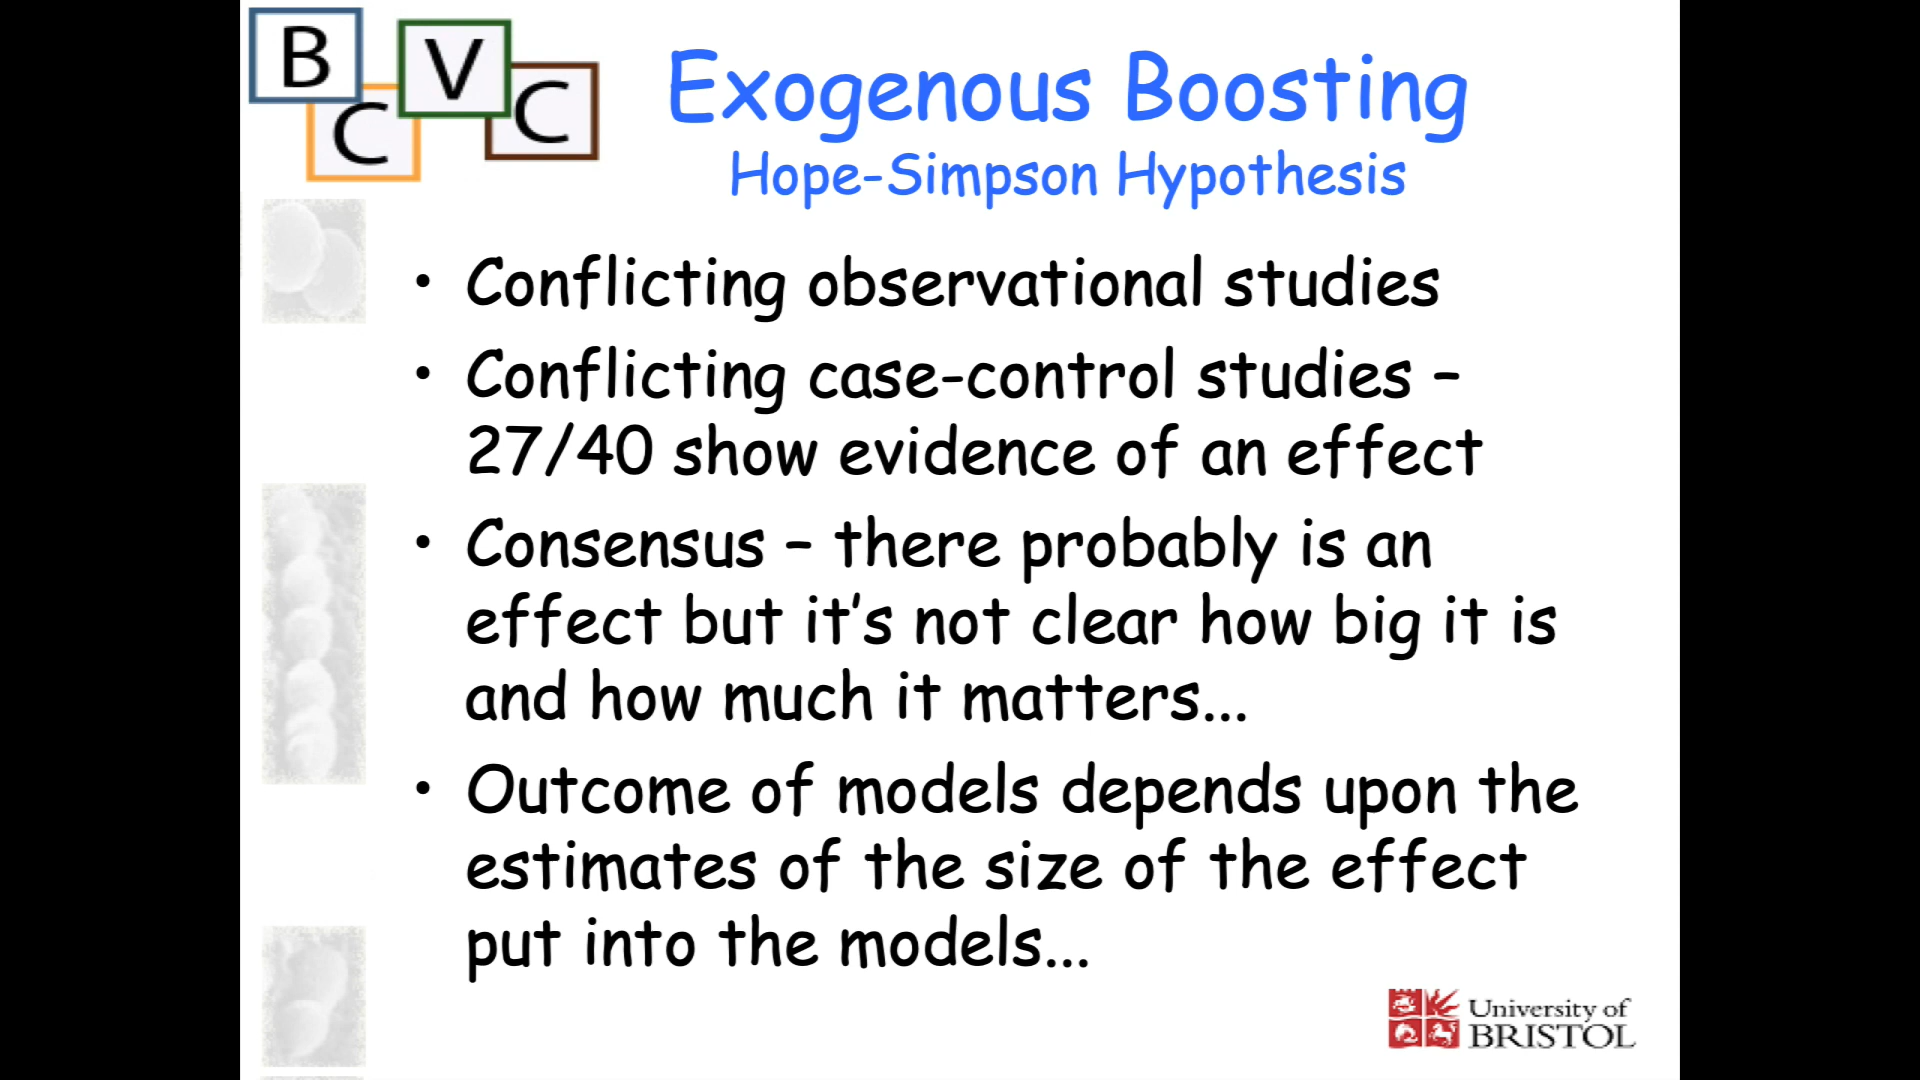 B
C
V
C
Exogenous Boosting
Hope-Simpson Hypothesis
• Conflicting observational studies
• Conflicting case-control studies –
27/40 show evidence of an effect
• Consensus – there probably is an
effect but it’s not clear how big it is
and how much it matters...
• Outcome of models depends upon the
estimates of the size of the effect
put into the models...
University of
BRISTOL